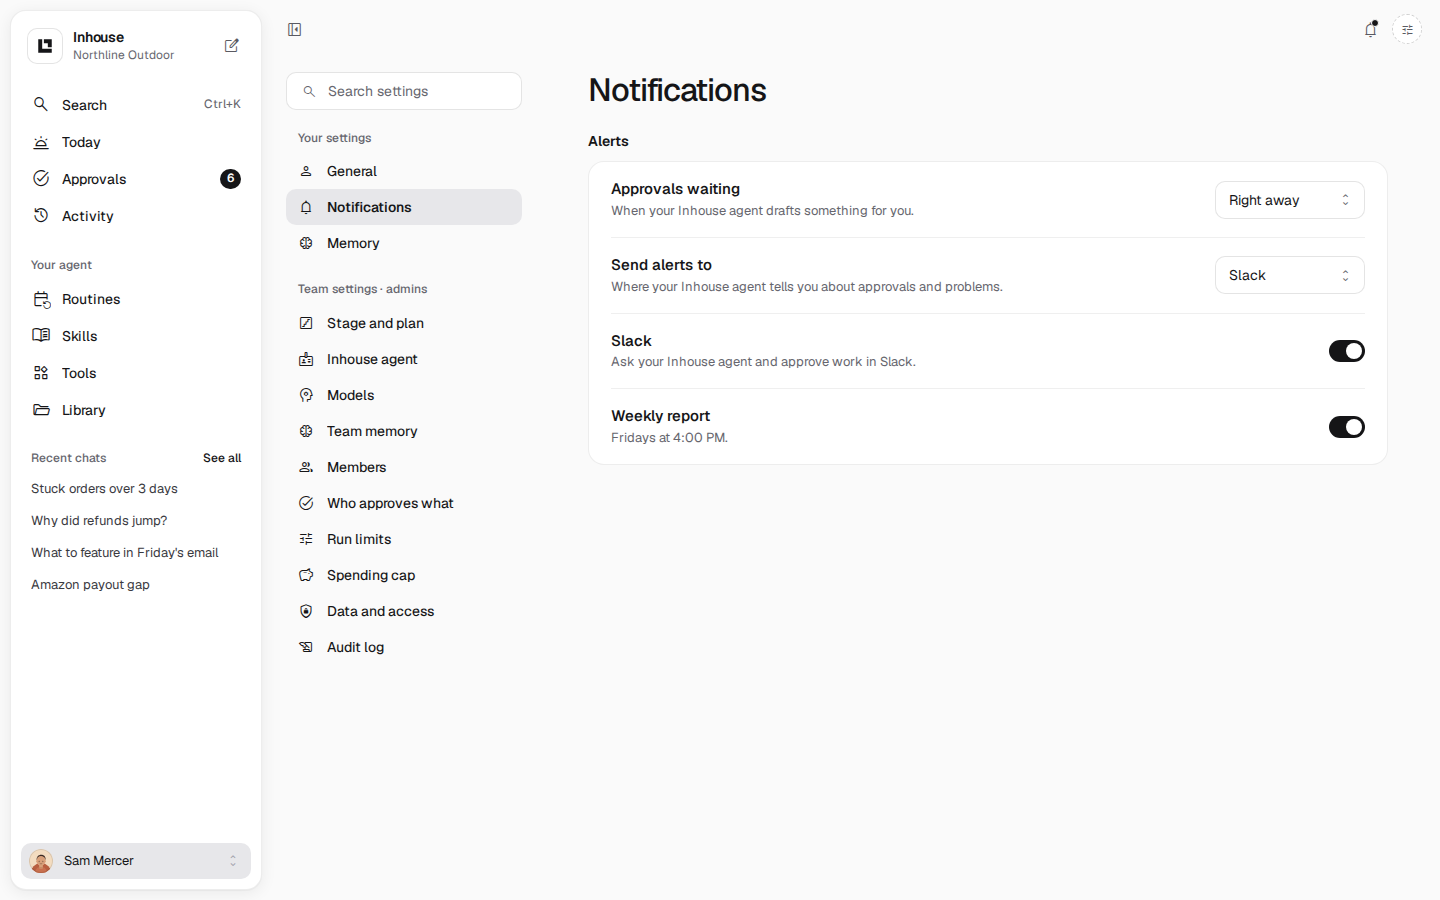 Inhouse
Northline Outdoor
Search Ctrl+K
Today
Approvals 6
Activity
Your agent
Routines
Skills
Tools
Library
Recent chats See all
Stuck orders over 3 days
Why did refunds jump?
What to feature in Friday's email
Amazon payout gap
Sam Mercer
Search settings
Your settings
General
Notifications
Memory
Team settings · admins
Stage and plan
Inhouse agent
Models
Team memory
Members
Who approves what
Run limits
Spending cap
Data and access
Audit log
Notifications
Alerts
Approvals waiting
When your Inhouse agent drafts something for you.
Right away
Send alerts to
Where your Inhouse agent tells you about approvals and problems.
Slack
Slack
Ask your Inhouse agent and approve work in Slack.
Weekly report
Fridays at 4:00 PM.